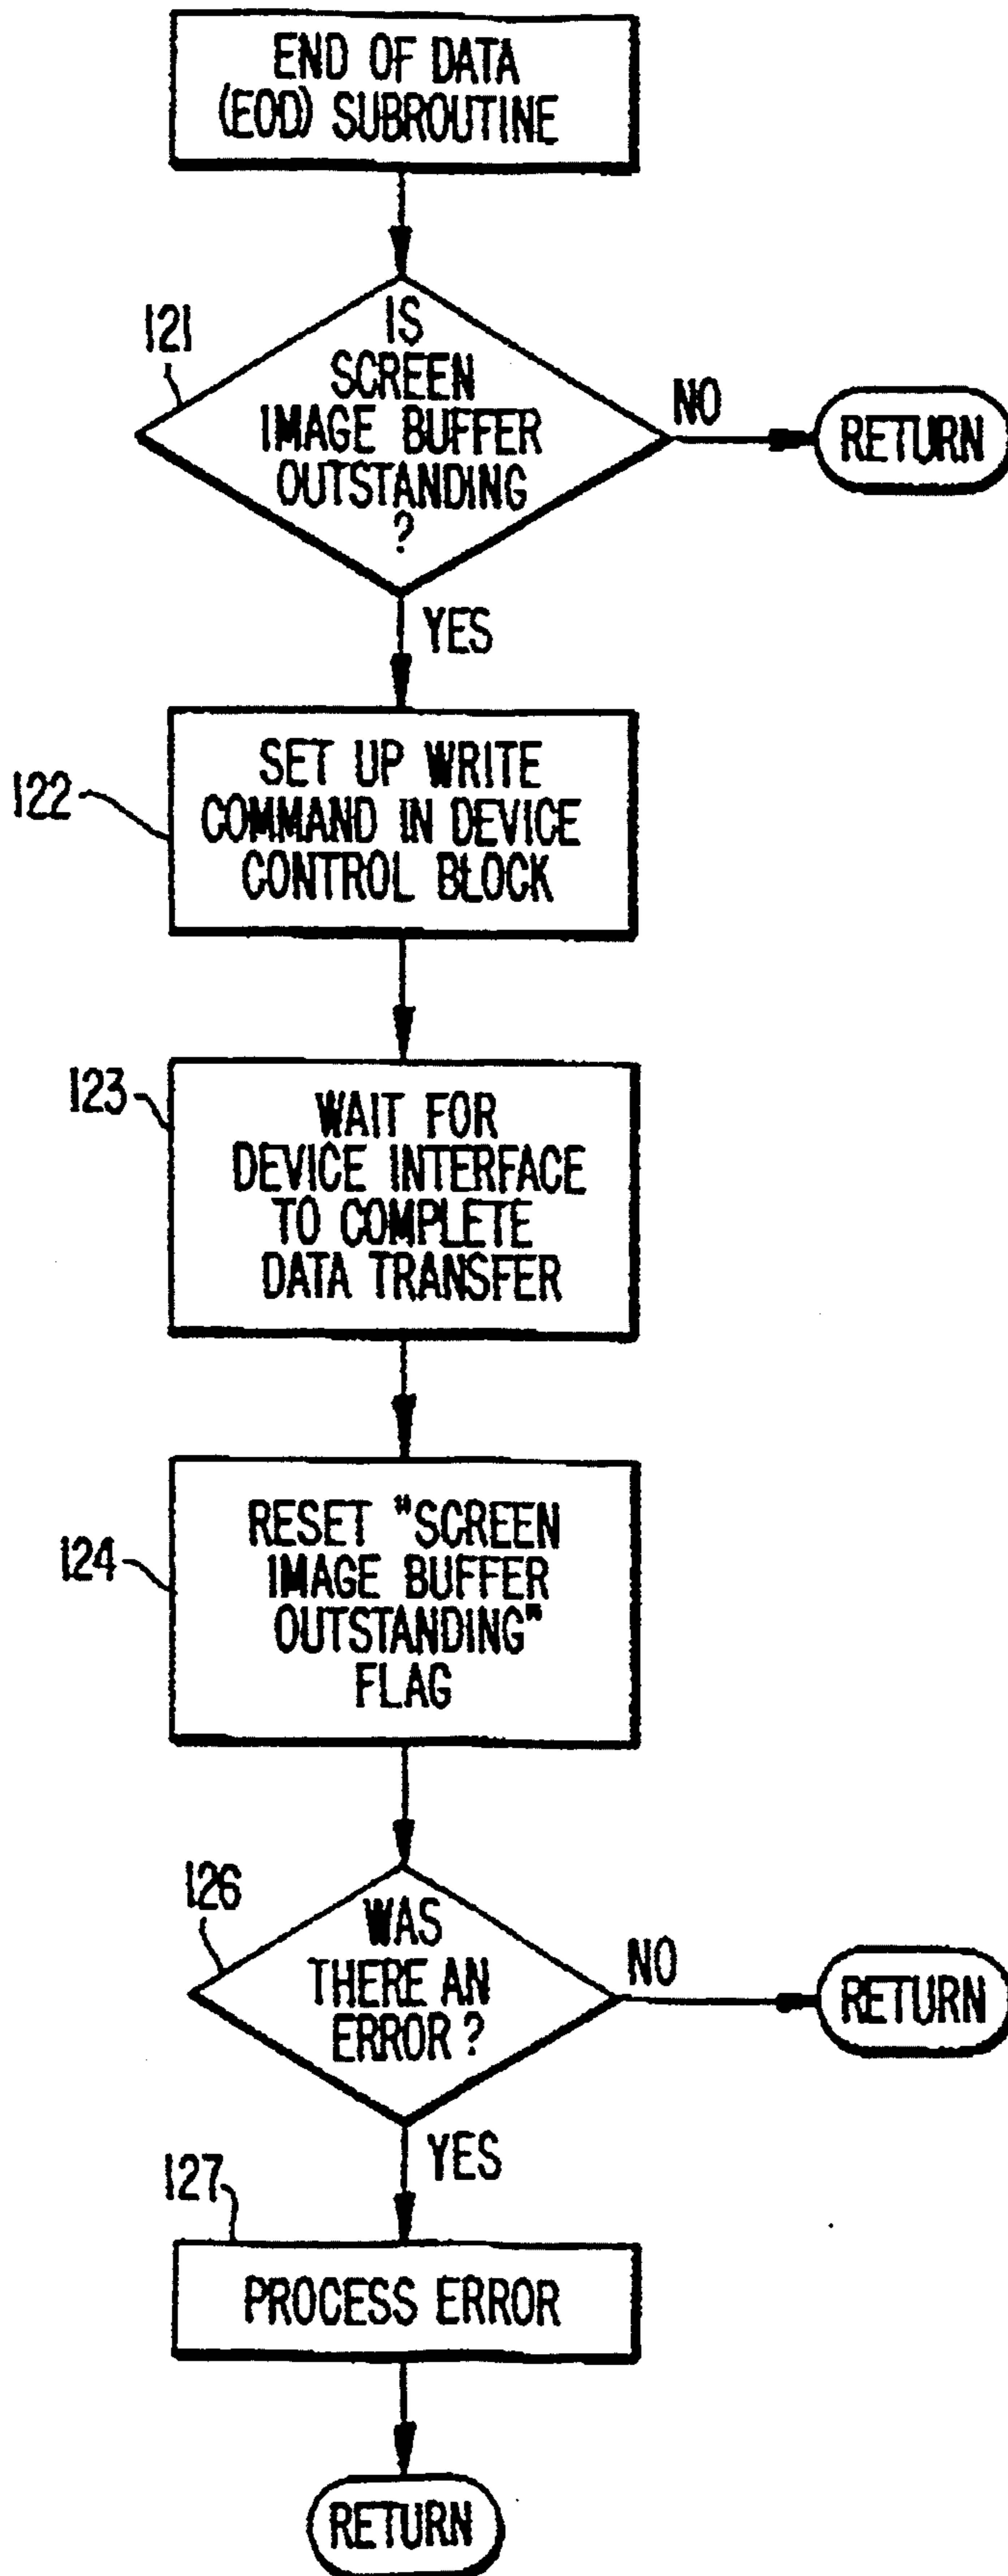 END OF DATA
(EOD) SUBROUTINE
121
IS
SCREEN
IMAGE BUFFER
OUTSTANDING
?
NO
RETURN
YES
122
SET UP WRITE
COMMAND IN DEVICE
CONTROL BLOCK
123
WAIT FOR
DEVICE INTERFACE
TO COMPLETE
DATA TRANSFER
124
RESET "SCREEN
IMAGE BUFFER
OUTSTANDING"
FLAG
126
WAS
THERE AN
ERROR?
NO
RETURN
YES
127
PROCESS ERROR
RETURN